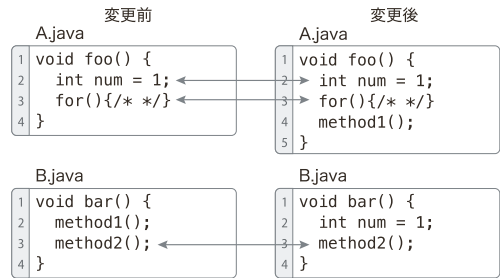 変更前
A.java
1 void foo() {
2 int num = 1;
3 for(){/* */}
4 }
B.java
1 void bar() {
2 method1();
3 method2();
4 }
変更後
A.java
1 void foo() {
2 int num = 1;
3 for(){/* */}
4 method1();
5 }
B.java
1 void bar() {
2 int num = 1;
3 method2();
4 }